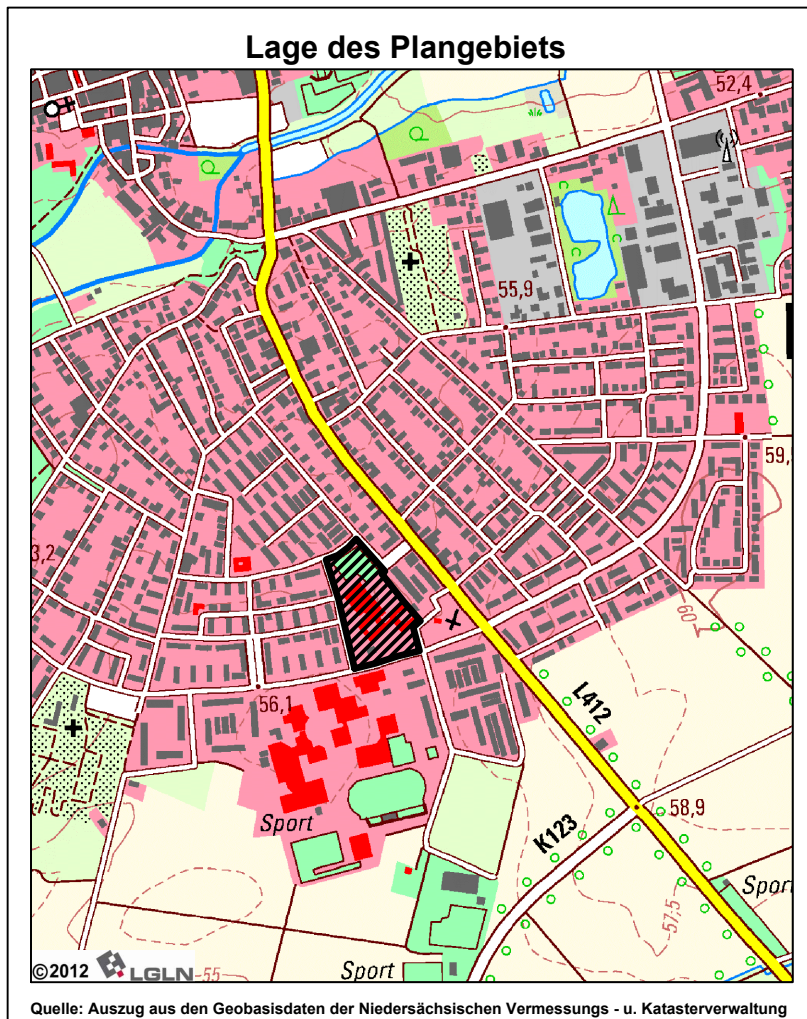 Lage des Plangebiets
52,4
55,9
59,
3,2
60
56,1
L412
58,9
K123
Sport
57,5
Sport
Sport
55
©2012 LGLN
Quelle: Auszug aus den Geobasisdaten der Niedersächsischen Vermessungs - u. Katasterverwaltung